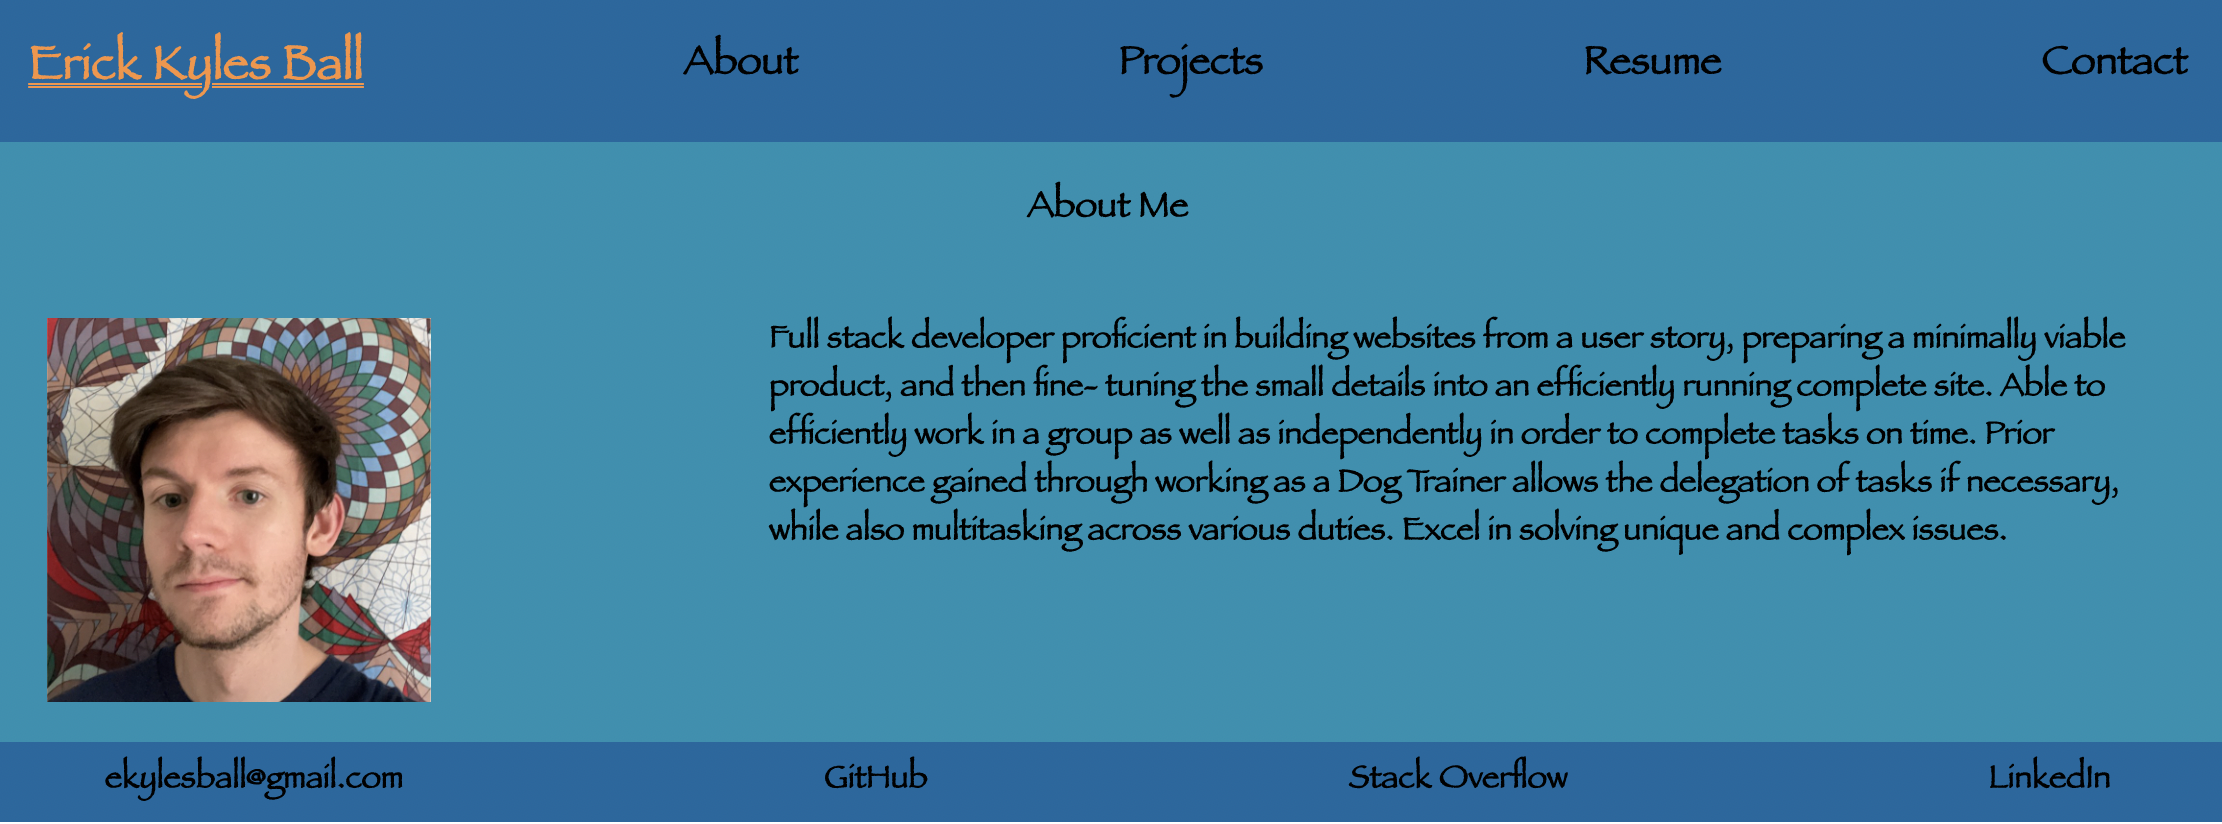 Erick Kyles Ball
About
Projects
Resume
Contact
About Me
Full stack developer proficient in building websites from a user story, preparing a minimally viable
product, and then fine- tuning the small details into an efficiently running complete site. Able to
efficiently work in a group as well as independently in order to complete tasks on time. Prior
experience gained through working as a Dog Trainer allows the delegation of tasks if necessary,
while also multitasking across various duties. Excel in solving unique and complex issues.
ekylesball@gmail.com
GitHub
Stack Overflow
LinkedIn